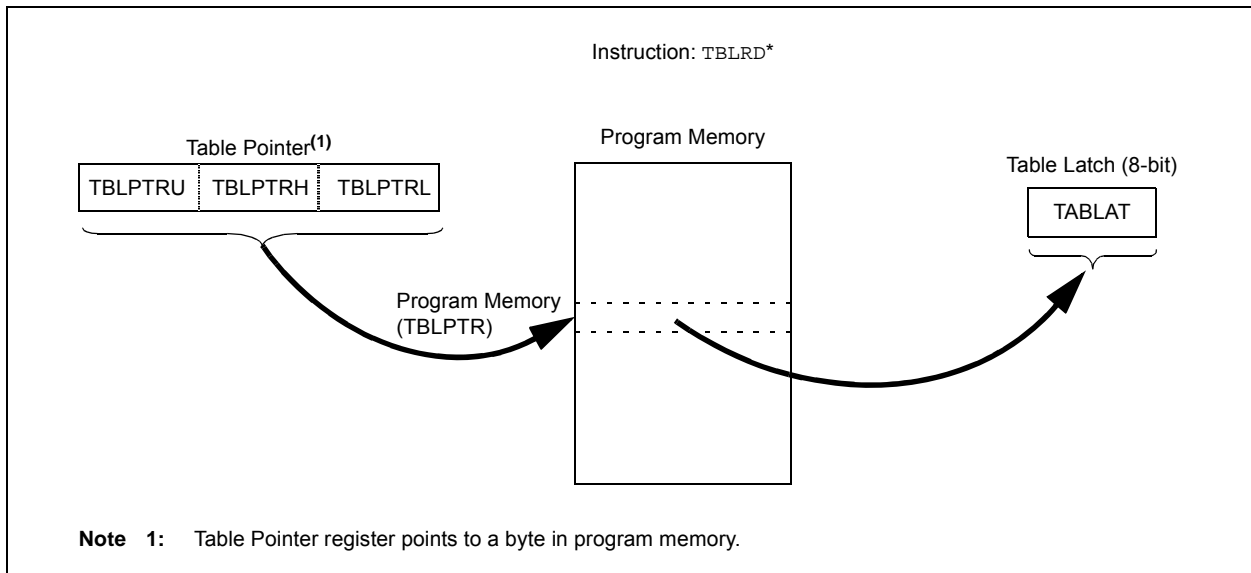 Instruction: TBLRD*
Table Pointer(1)
TBLPTRU TBLPTRH TBLPTRL
Program Memory
Table Latch (8-bit)
TABLAT
Program Memory
(TBLPTR)
Note 1: Table Pointer register points to a byte in program memory.